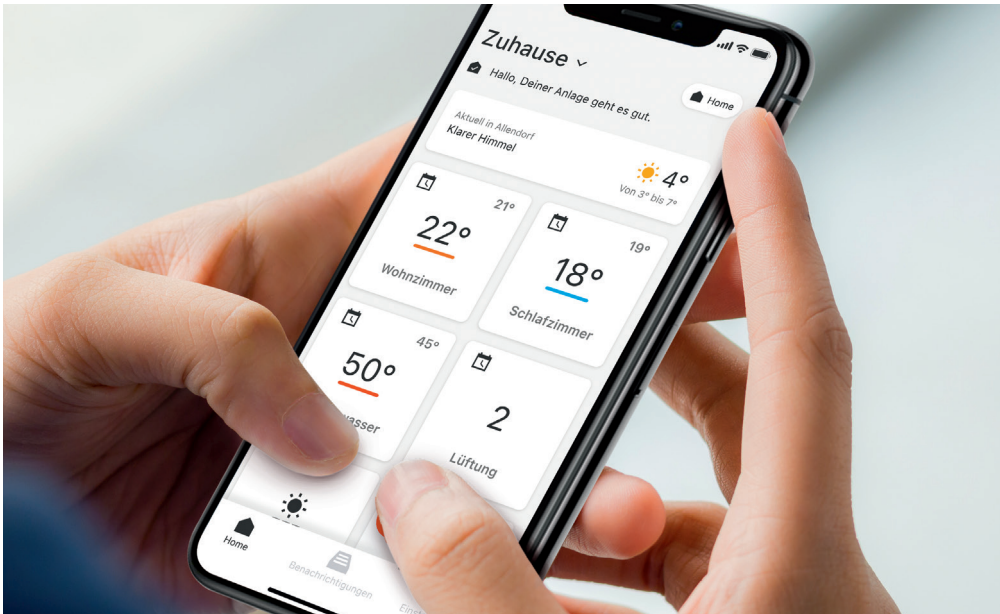 Zuhause
Hallo, Deiner Anlage geht es gut.
Home
Aktuell in Allendorf
Klarer Himmel
4°
Von 3° bis 7°
21°
22°
Wohnzimmer
19°
18°
Schlafzimmer
45°
50°
2
Lüftung
Home
Benachrichtigungen